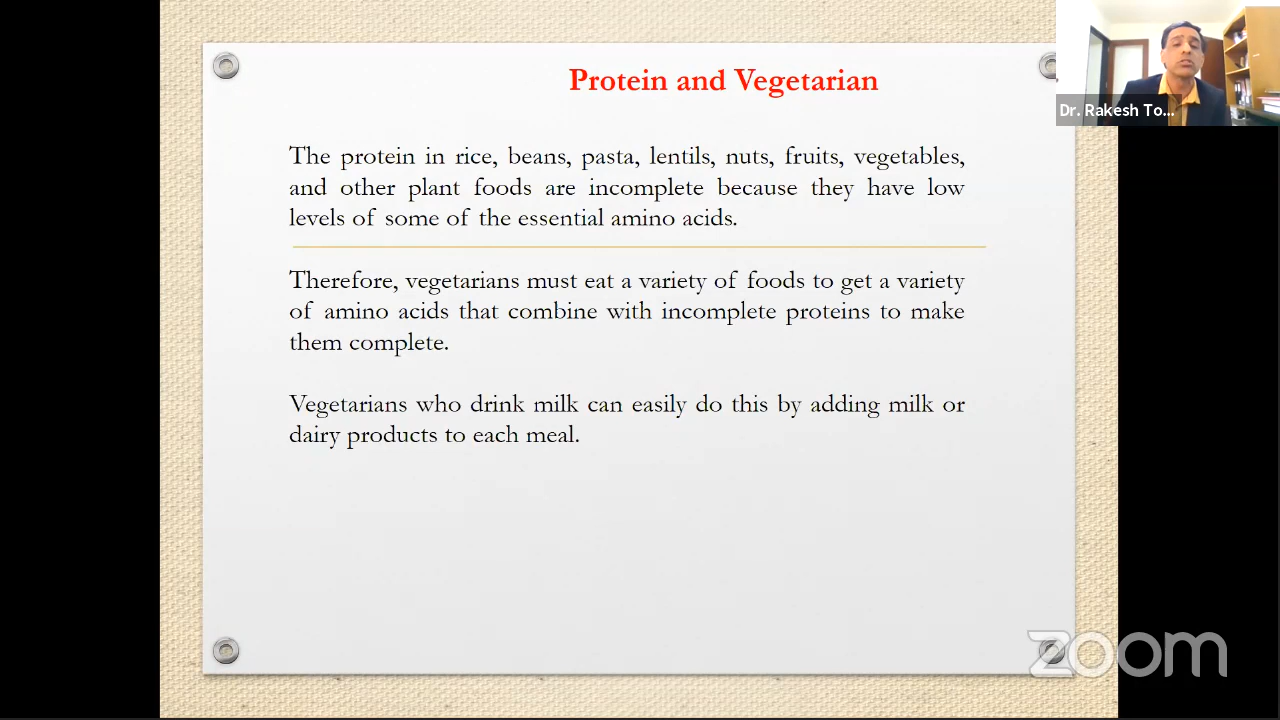 Protein and Vegetarian
Dr. Rakesh To...
The protein in rice, beans, pasta, lentils, nuts, fruits, vegetables,
and other plant foods are incomplete because they have low
levels of some of the essential amino acids.
Therefore, vegetarians must eat a variety of foods to get a variety
of amino acids that combine with incomplete proteins to make
them complete.
Vegetarians who drink milk can easily do this by adding milk or
dairy products to each meal.
zoom